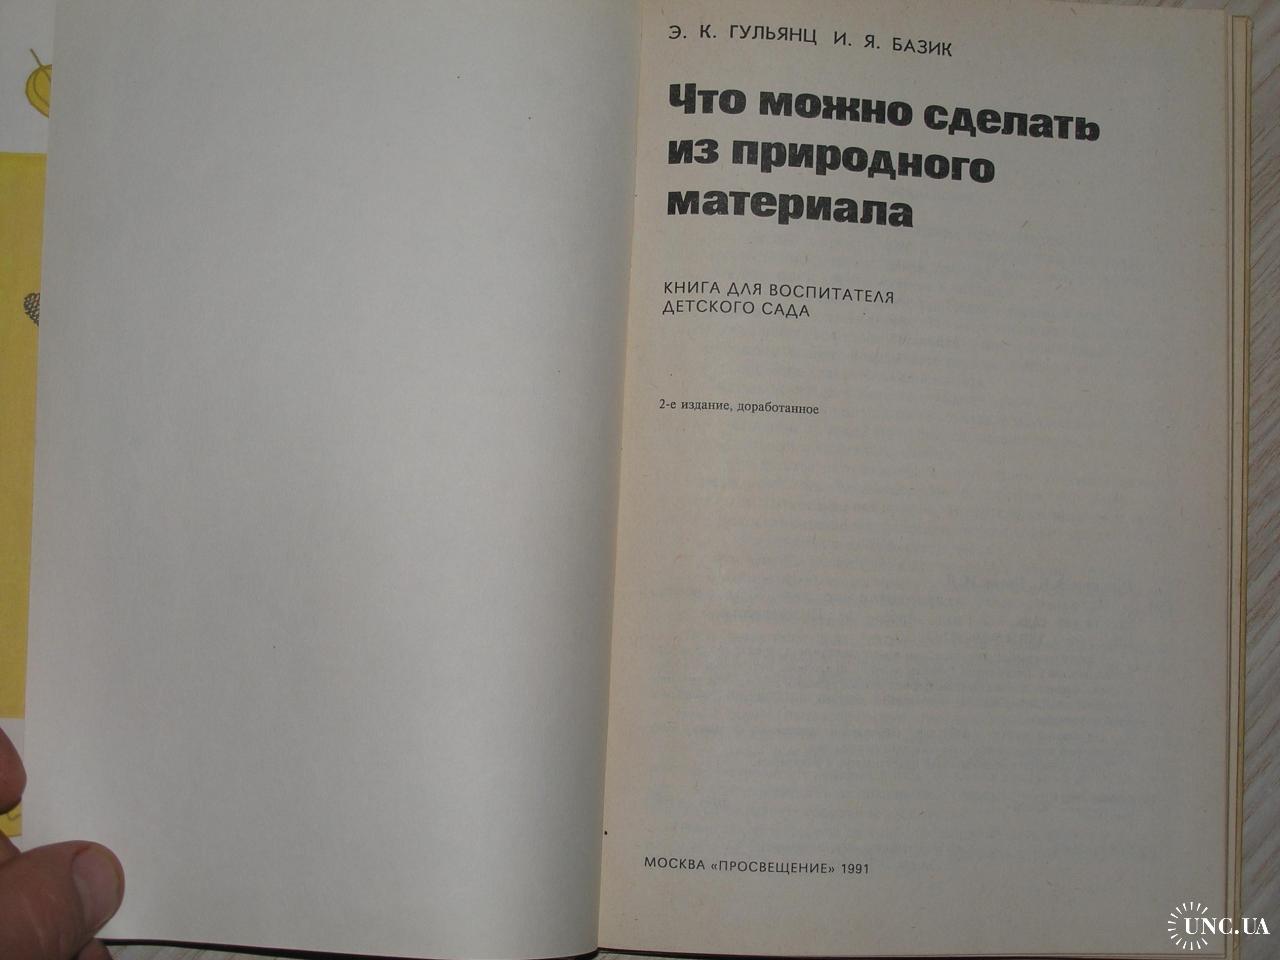 Э. К. ГУЛЬЯНЦ И. Я. БАЗИК
Что можно сделать
из природного
материала
КНИГА ДЛЯ ВОСПИТАТЕЛЯ
ДЕТСКОГО САДА
2-е издание, доработанное
МОСКВА «ПРОСВЕЩЕНИЕ» 1991
UNC.UA